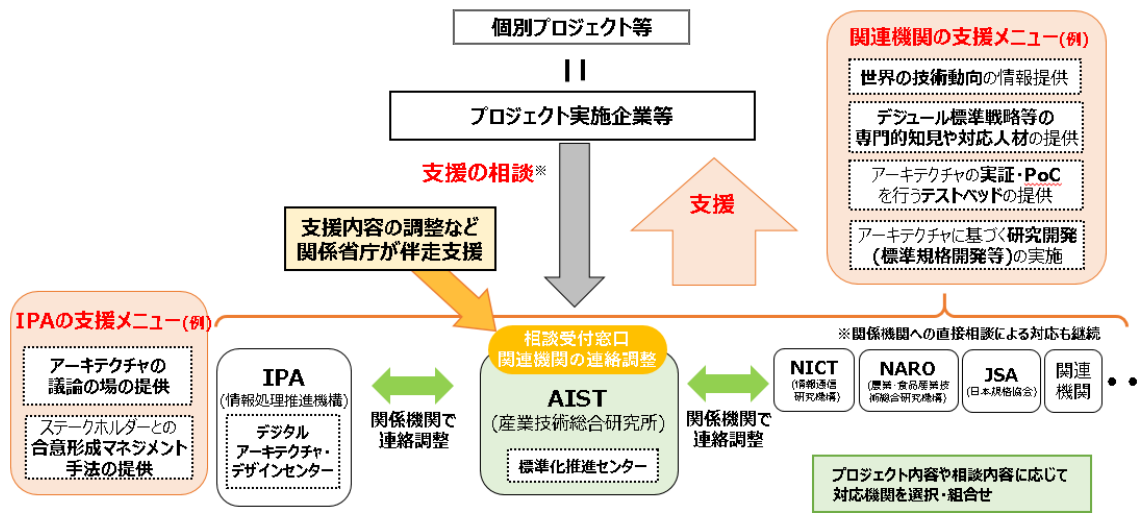 個別プロジェクト等
プロジェクト実施企業等
支援の相談※
支援
支援内容の調整など
関係省庁が伴走支援
関連機関の支援メニュー(例)
世界の技術動向の情報提供
デジュール標準戦略等の
専門的知見や対応人材の提供
アーキテクチャの実証・PoC
を行うテストベッドの提供
アーキテクチャに基づく研究開発
(標準規格開発等)の実施
IPAの支援メニュー(例)
アーキテクチャの
議論の場の提供
ステークホルダーとの
合意形成マネジメント
手法の提供
IPA
(情報処理推進機構)
デジタル
アーキテクチャ・
デザインセンター
関係機関で
連絡調整
相談受付窓口
関連機関の連絡調整
AIST
(産業技術総合研究所)
標準化推進センター
関係機関で
連絡調整
※関係機関への直接相談による対応も継続
NICT
(情報通信
研究機構)
NARO
(農業・食品産業技
術総合研究機構)
JSA
(日本規格協会)
関連
機関
・・
プロジェクト内容や相談内容に応じて
対応機関を選択・組合せ